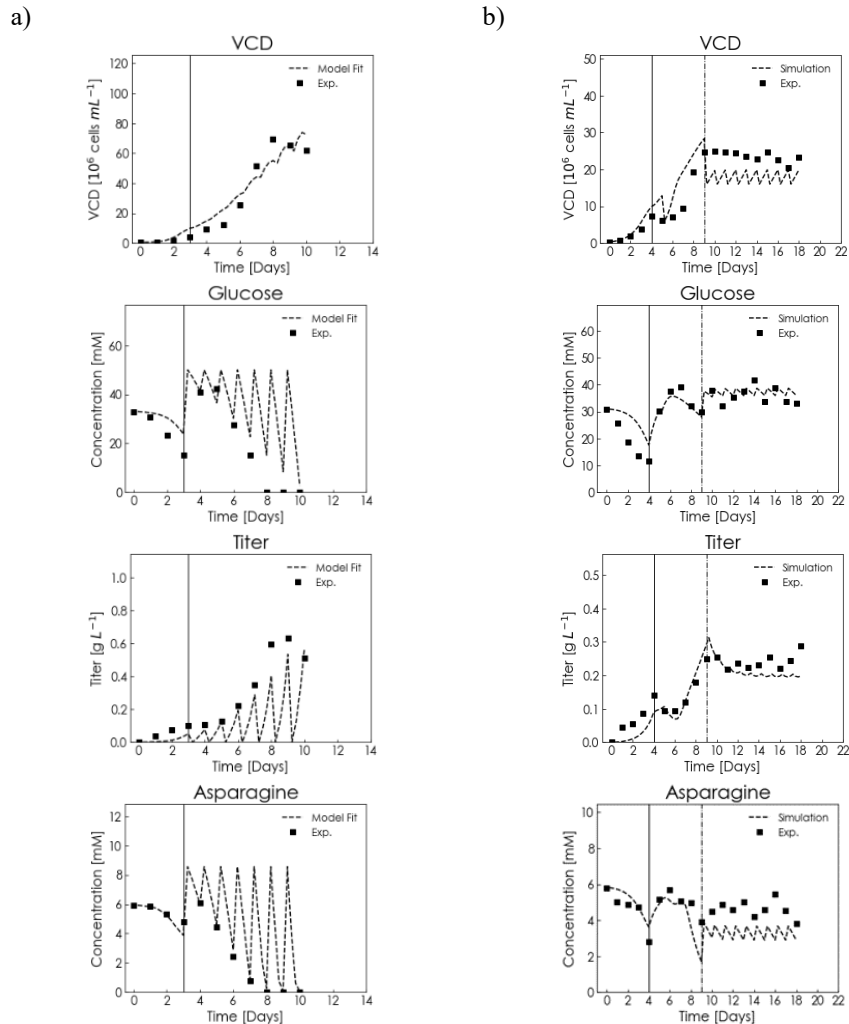 a)
VCD
VCD [10⁶ cells mL⁻¹]
120
100
80
60
40
20
0
Model Fit
Exp.
0 2 4 6 8 10 12 14
Time [Days]
Glucose
Concentration [mM]
60
40
20
0
Model Fit
Exp.
0 2 4 6 8 10 12 14
Time [Days]
Titer
Titer [g L⁻¹]
1.0
0.8
0.6
0.4
0.2
0.0
Model Fit
Exp.
0 2 4 6 8 10 12 14
Time [Days]
Asparagine
Concentration [mM]
12
10
8
6
4
2
0
Model Fit
Exp.
0 2 4 6 8 10 12 14
Time [Days]
b)
VCD
VCD [10⁶ cells mL⁻¹]
50
40
30
20
10
0
Simulation
Exp.
0 2 4 6 8 10 12 14 16 18 20 22
Time [Days]
Glucose
Concentration [mM]
70
60
50
40
30
20
10
0
Simulation
Exp.
0 2 4 6 8 10 12 14 16 18 20 22
Time [Days]
Titer
Titer [g L⁻¹]
0.5
0.4
0.3
0.2
0.1
0.0
Simulation
Exp.
0 2 4 6 8 10 12 14 16 18 20 22
Time [Days]
Asparagine
Concentration [mM]
10
8
6
4
2
0
Simulation
Exp.
0 2 4 6 8 10 12 14 16 18 20 22
Time [Days]